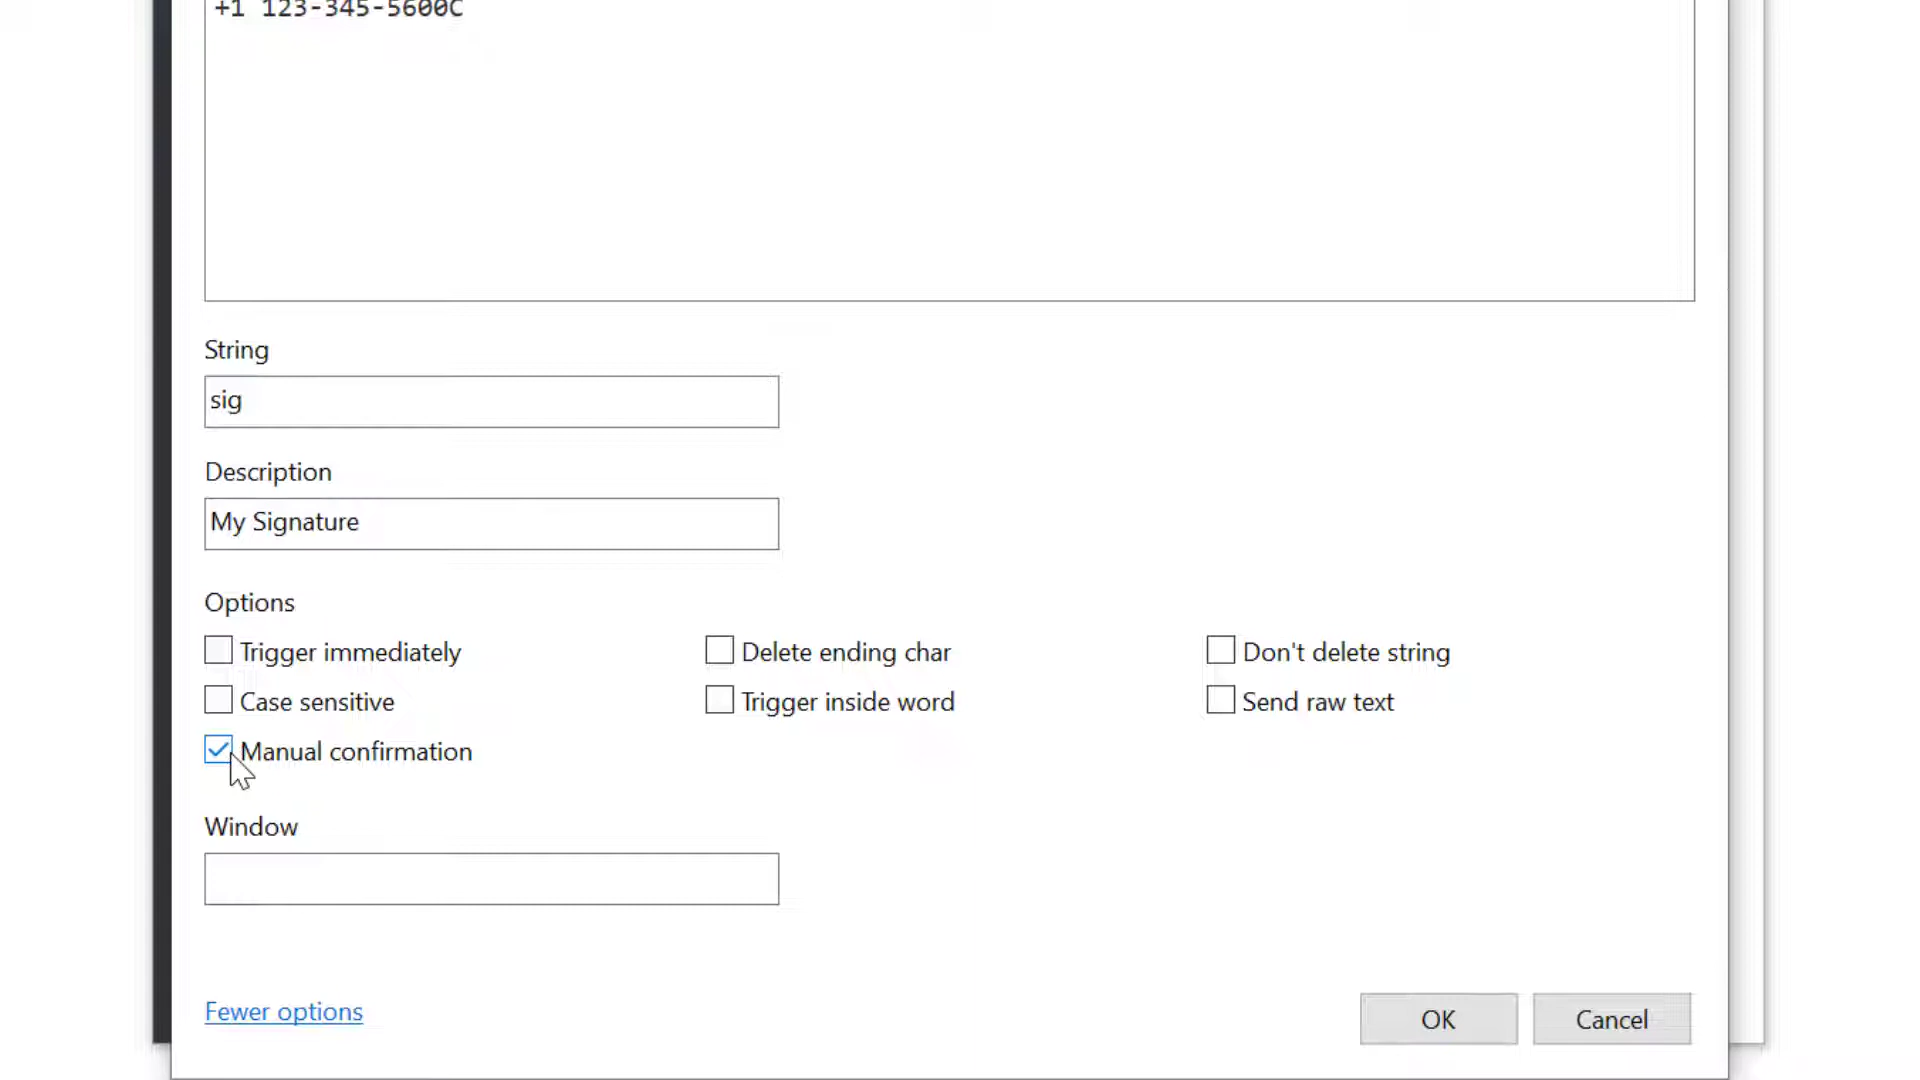 +1 123-345-5600C
String
sig
Description
My Signature
Options
Trigger immediately Delete ending char Don't delete string
Case sensitive Trigger inside word Send raw text
Manual confirmation
Window
Fewer options OK Cancel